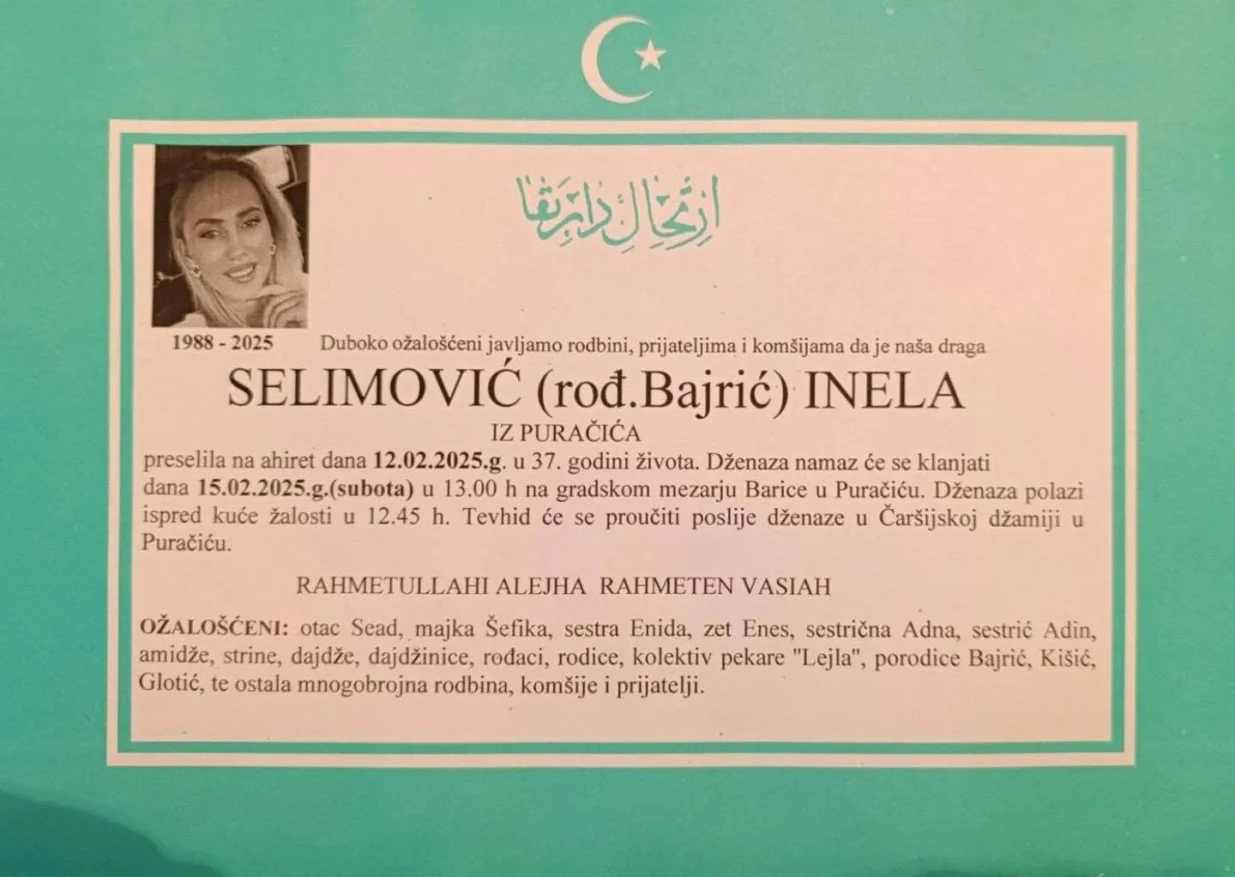 ارتحال دار بقا
1988 - 2025
Duboko ožalošćeni javljamo rodbini, prijateljima i komšijama da je naša draga
SELIMOVIĆ (rođ.Bajrić) INELA
IZ PURAČIĆA
preselila na ahiret dana 12.02.2025.g. u 37. godini života. Dženaza namaz će se klanjati
dana 15.02.2025.g.(subota) u 13.00 h na gradskom mezarju Barice u Puračiću. Dženaza polazi
ispred kuće žalosti u 12.45 h. Tevhid će se proučiti poslije dženaze u Čaršijskoj džamiji u
Puračiću.
RAHMETULLAHI ALEJHA RAHMETEN VASIAH
OŽALOŠĆENI: otac Sead, majka Šefika, sestra Enida, zet Enes, sestrična Adna, sestrić Adin,
amidže, strine, dajdže, dajdžinice, rođaci, rodice, kolektiv pekare "Lejla", porodice Bajrić, Kišić,
Glotić, te ostala mnogobrojna rodbina, komšije i prijatelji.